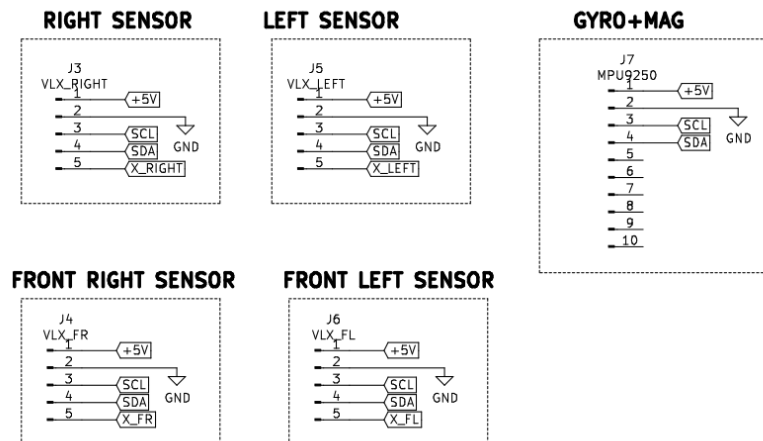 RIGHT SENSOR
J3
VLX_RIGHT
1 +5V
2
GND
3 SCL
4 SDA
5 X_RIGHT
LEFT SENSOR
J5
VLX_LEFT
1 +5V
2
GND
3 SCL
4 SDA
5 X_LEFT
GYRO+MAG
J7
MPU9250
1 +5V
2
GND
3 SCL
4 SDA
5
6
7
8
9
10
FRONT RIGHT SENSOR
J4
VLX_FR
1 +5V
2
GND
3 SCL
4 SDA
5 X_FR
FRONT LEFT SENSOR
J6
VLX_FL
1 +5V
2
GND
3 SCL
4 SDA
5 X_FL